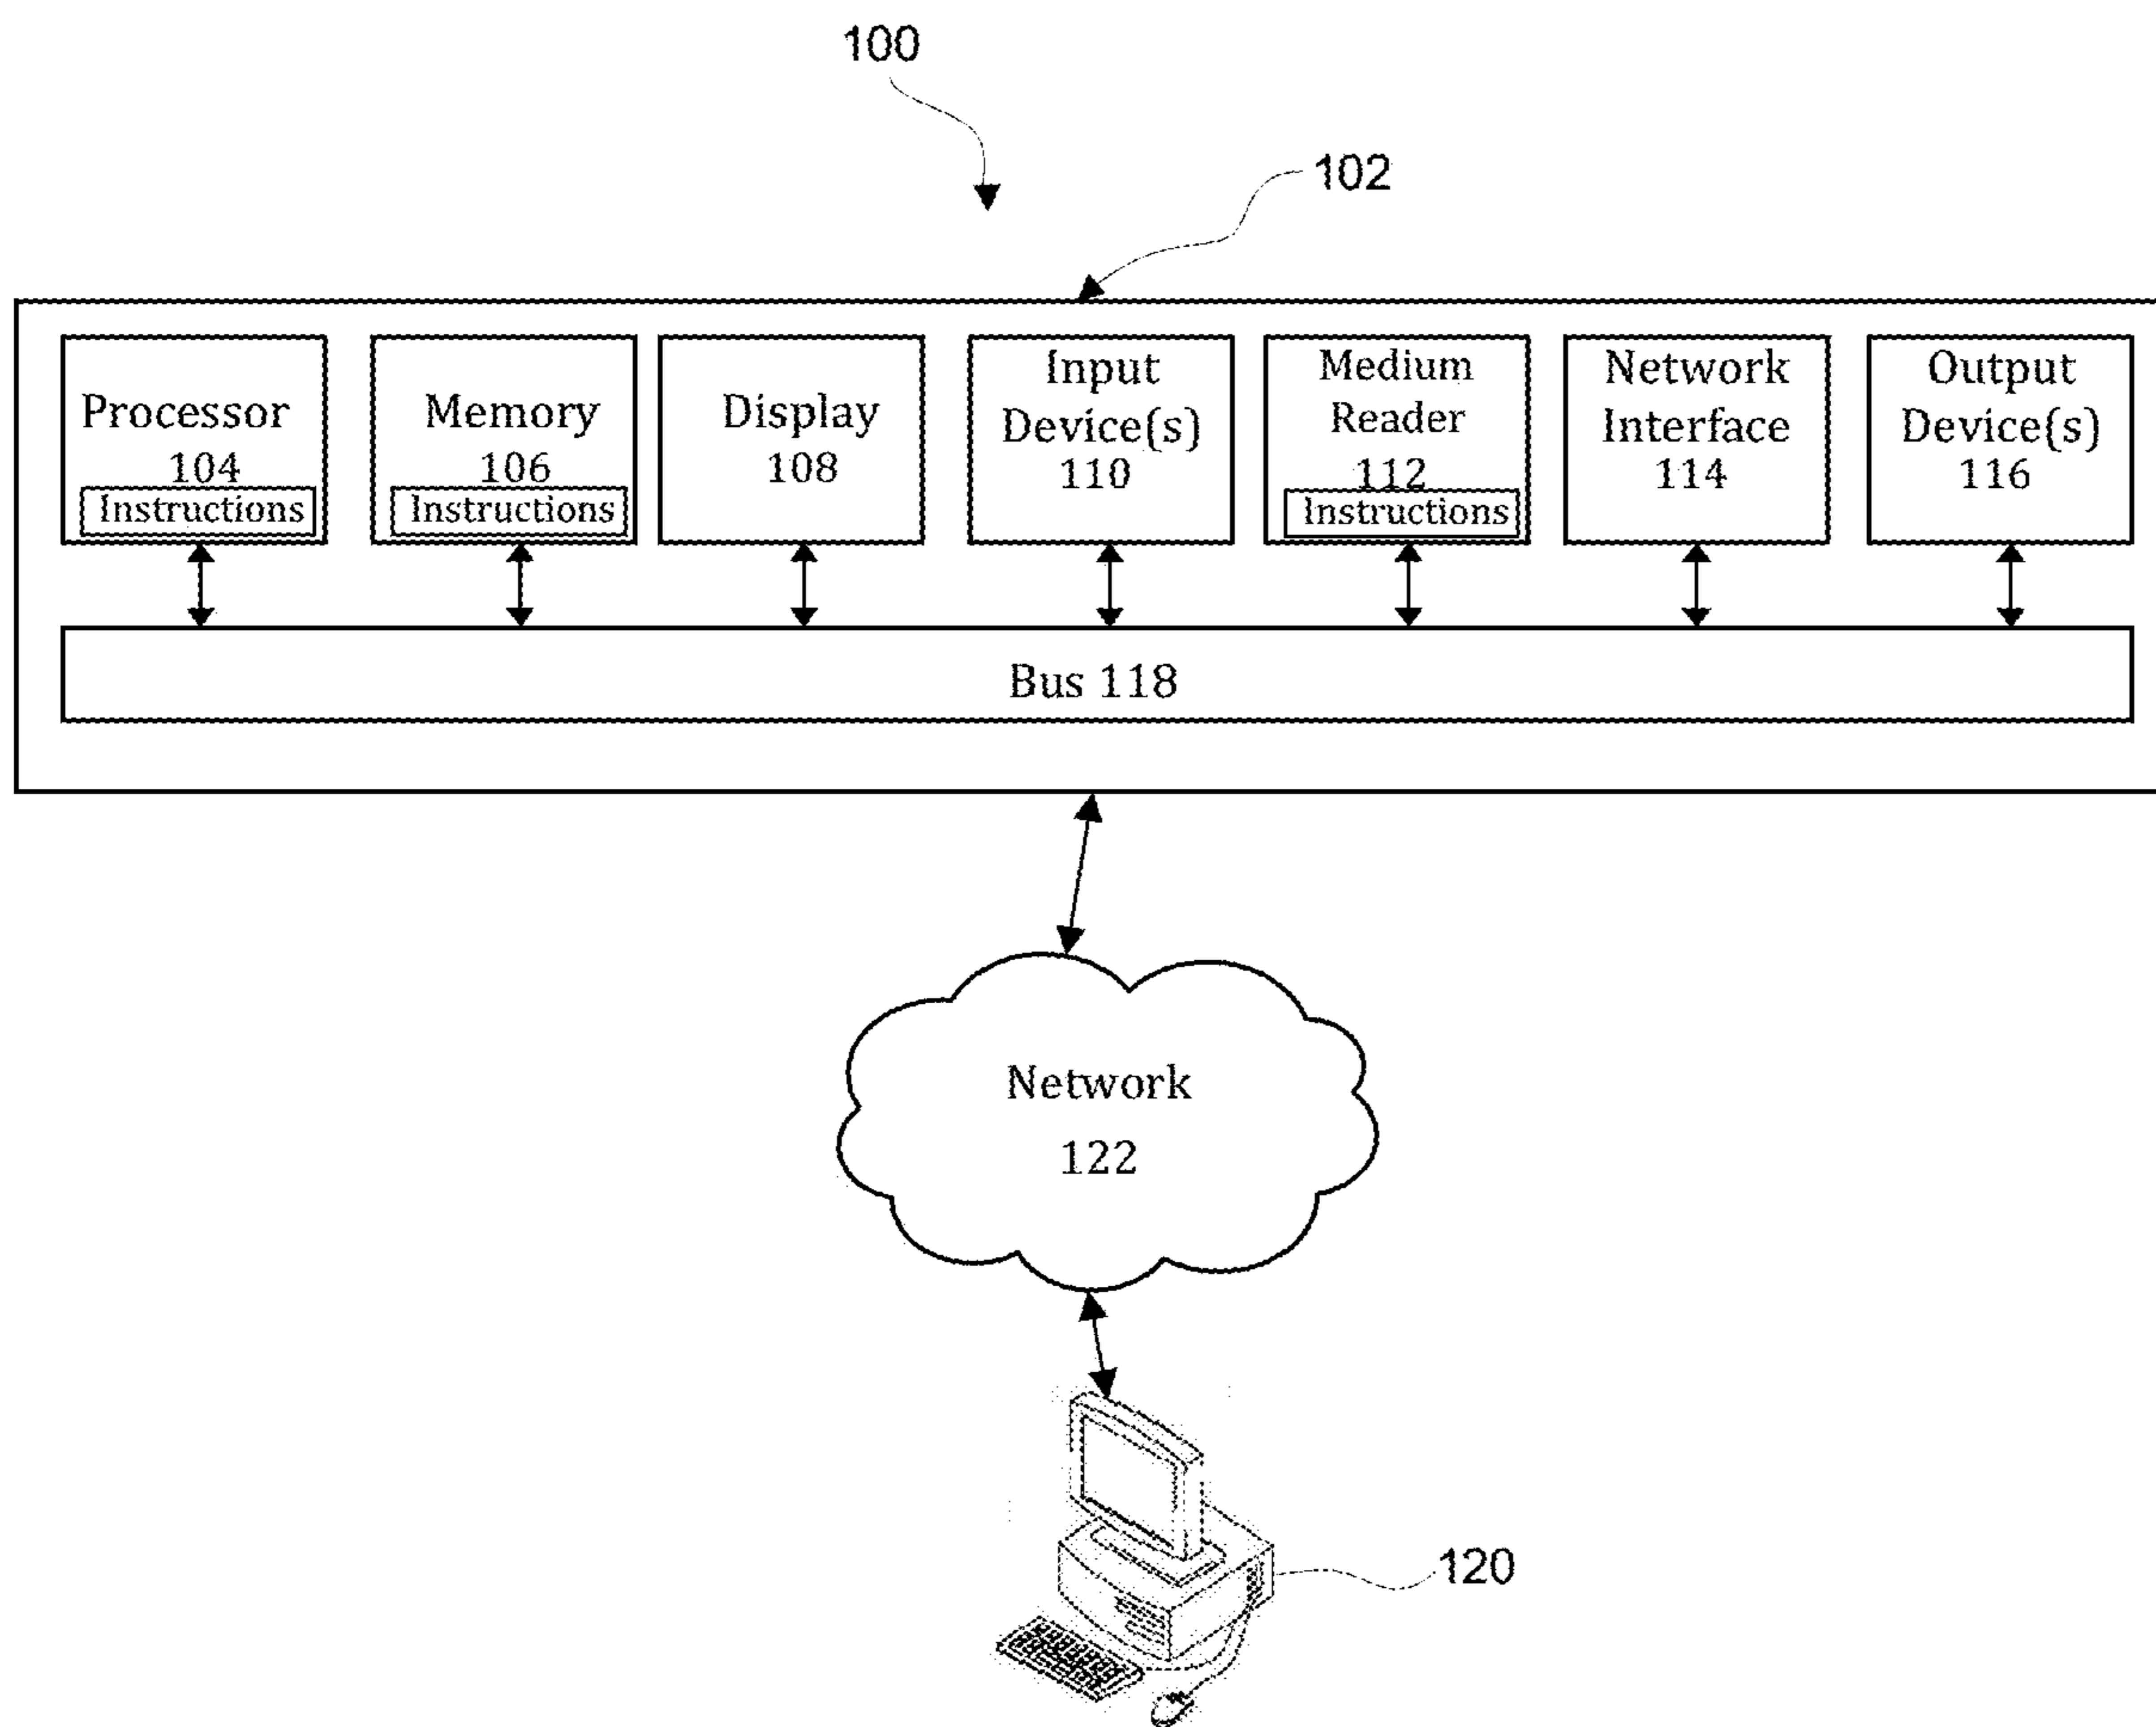 100
102
Processor
104
Instructions
Memory
106
Instructions
Display
108
Input
Device(s)
110
Medium
Reader
112
Instructions
Network
Interface
114
Output
Device(s)
116
Bus 118
Network
122
120